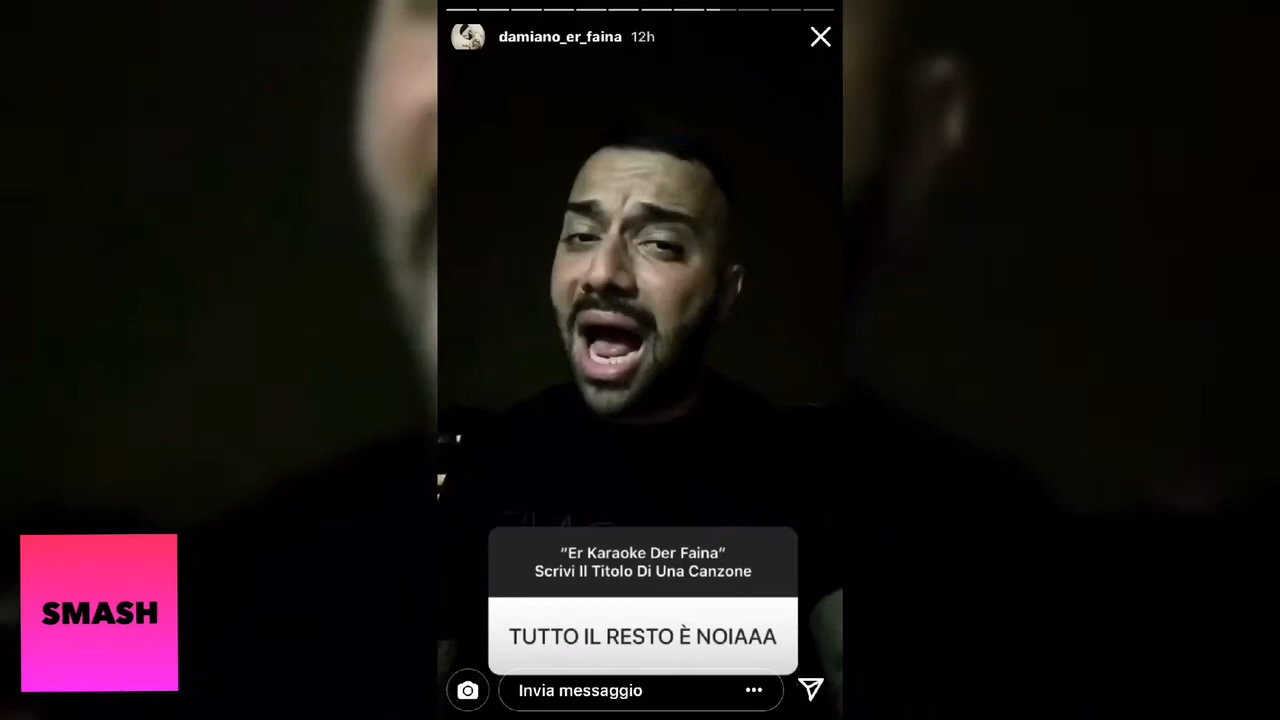 damiano_er_faina 12h
“Er Karaoke Der Faina”
Scrivi Il Titolo Di Una Canzone
TUTTO IL RESTO È NOIAAA
SMASH
Invia messaggio